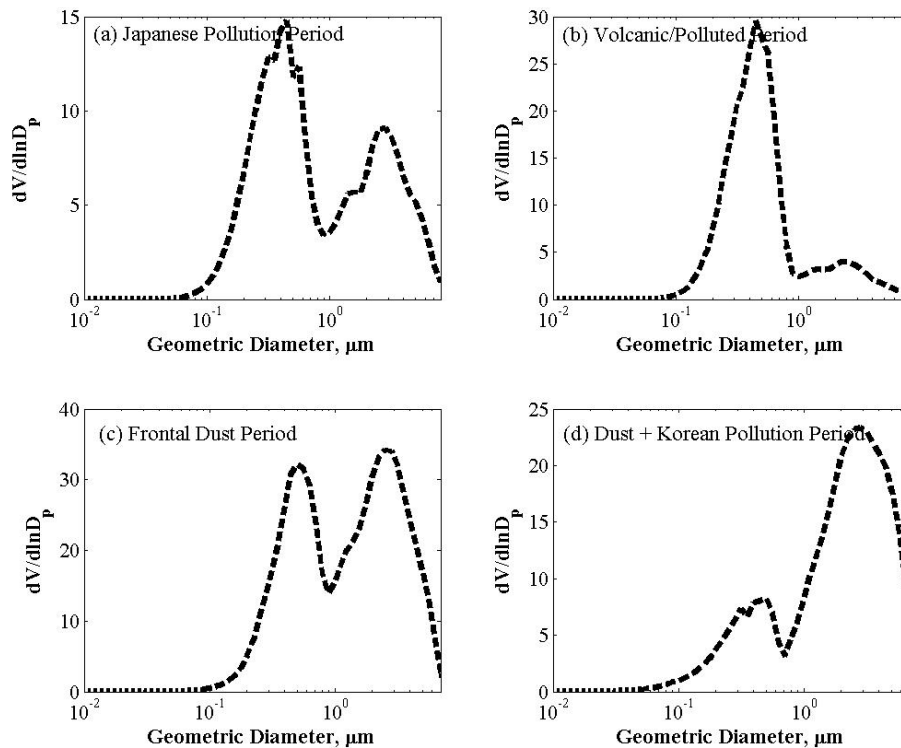 15
(a) Japanese Pollution Period
10
5
0
dV/dlnD_p
10^-2
10^-1
10^0
Geometric Diameter, μm
30
(b) Volcanic/Polluted Period
25
20
15
10
5
0
dV/dlnD_p
10^-2
10^-1
10^0
Geometric Diameter, μm
40
(c) Frontal Dust Period
30
20
10
0
dV/dlnD_p
10^-2
10^-1
10^0
Geometric Diameter, μm
25
(d) Dust + Korean Pollution Period
20
15
10
5
0
dV/dlnD_p
10^-2
10^-1
10^0
Geometric Diameter, μm